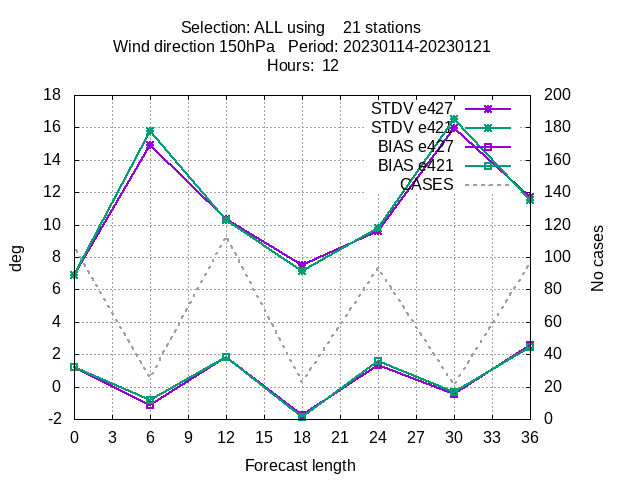 Selection: ALL using 21 stations
Wind direction 150hPa Period: 20230114-20230121
Hours: 12
18 200
16 180
14 160
12 140
10 120
8 100
6 80
4 60
2 40
0 20
-2 0
STDV e427
STDV e421
BIAS e427
BIAS e421
CASES
deg
No cases
0 3 6 9 12 15 18 21 24 27 30 33 36
Forecast length